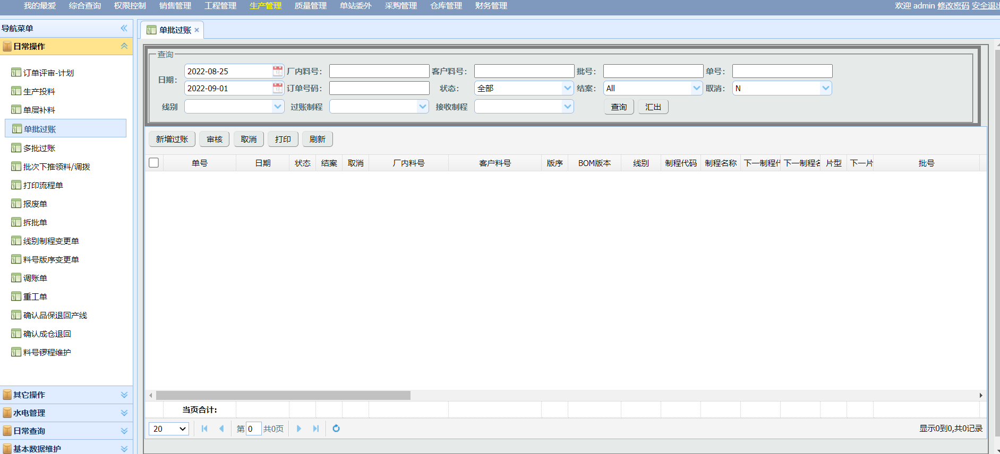 我的最爱 综合查询 权限控制 销售管理 工程管理 生产管理 质量管理 单站委外 采购管理 仓库管理 财务管理 欢迎 admin 修改密码 安全退出
导航菜单
日常操作
订单评审-计划
生产投料
单层补料
单批过账
多批过账
批次下推领料/调拨
打印流程单
报废单
拆批单
线别制程变更单
料号版序变更单
调账单
重工单
确认品保退回产线
确认成仓退回
料号锣程维护
其它操作
水电管理
日常查询
基本数据维护
单批过账 ×
查询
日期： 2022-08-25 厂内料号： 客户料号： 批号： 单号：
2022-09-01 订单号码： 状态： 全部 结案： All 取消： N
线别 过账制程 接收制程 查询 汇出
新增过账 审核 取消 打印 刷新
单号 日期 状态 结案 取消 厂内料号 客户料号 版序 BOM版本 线别 制程代码 制程名称 下一制程 下一制程 片型 下一片 批号
当页合计：
20 第 0 共0页 显示0到0,共0记录